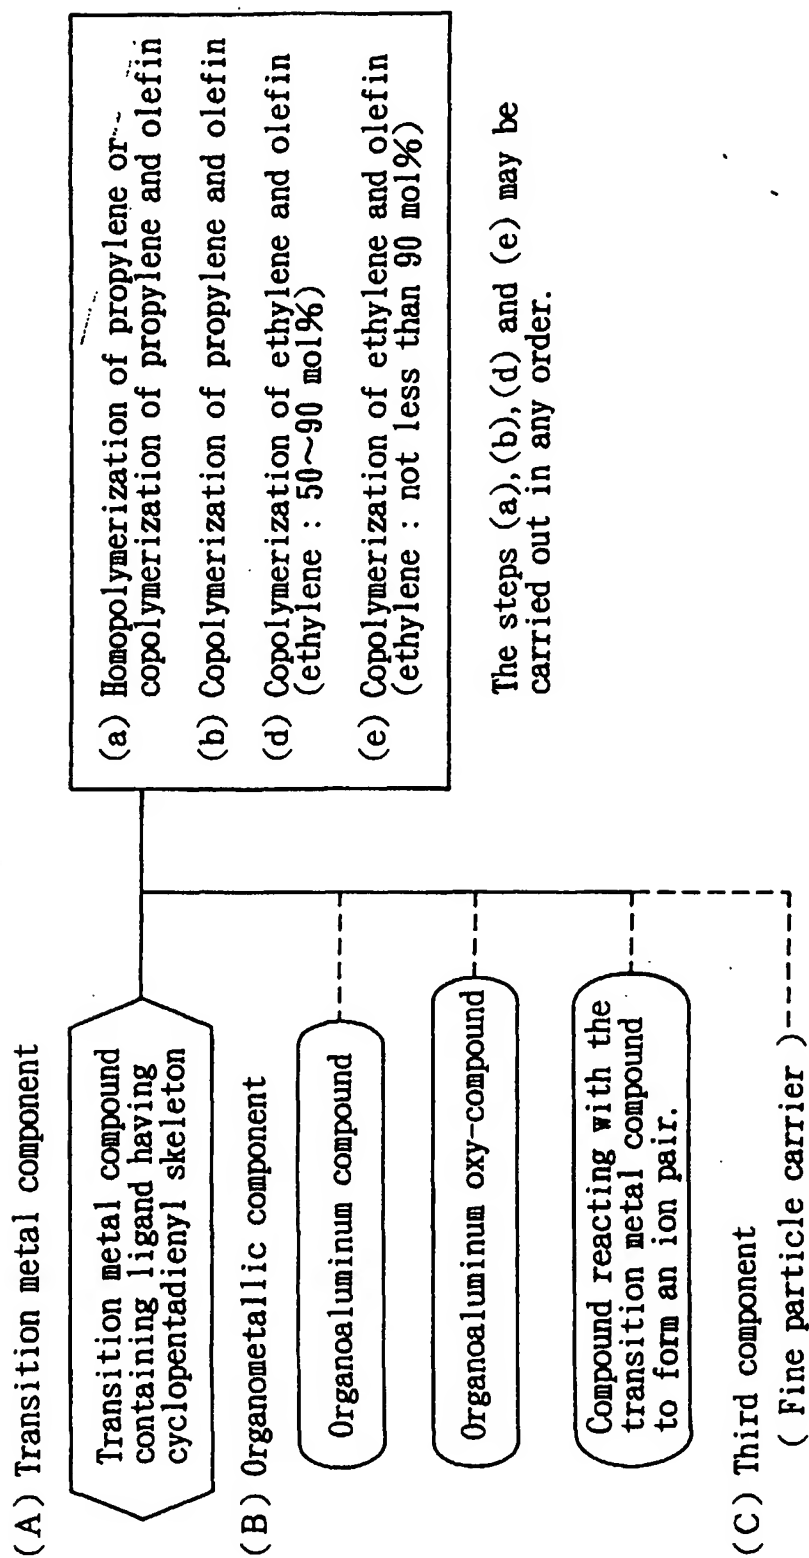 (A) Transition metal component
Transition metal compound
containing ligand having
cyclopentadienyl skeleton
(B) Organometallic component
Organoaluminum compound
Organoaluminum oxy-compound
Compound reacting with the
transition metal compound
to form an ion pair.
(C) Third component
( Fine particle carrier )
(a) Homopolymerization of propylene or
copolymerization of propylene and olefin
(b) Copolymerization of propylene and olefin
(d) Copolymerization of ethylene and olefin
(ethylene : 50~90 mol%)
(e) Copolymerization of ethylene and olefin
(ethylene : not less than 90 mol%)
The steps (a), (b), (d) and (e) may be
carried out in any order.